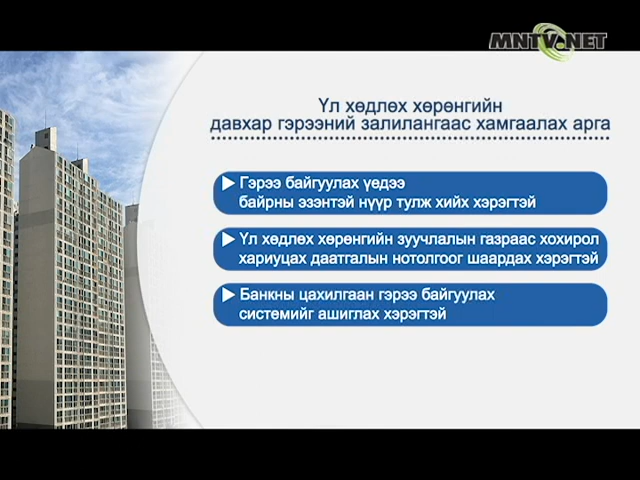 MNTV.NET
Үл хөдлөх хөрөнгийн
давхар гэрээний залилангаас хамгаалах арга
Гэрээ байгуулах үедээ
байрны эзэнтэй нүүр тулж хийх хэрэгтэй
Үл хөдлөх хөрөнгийн зуучлалын газраас хохирол
хариуцах даатгалын нотолгоог шаардах хэрэгтэй
Банкны цахилгаан гэрээ байгуулах
системийг ашиглах хэрэгтэй